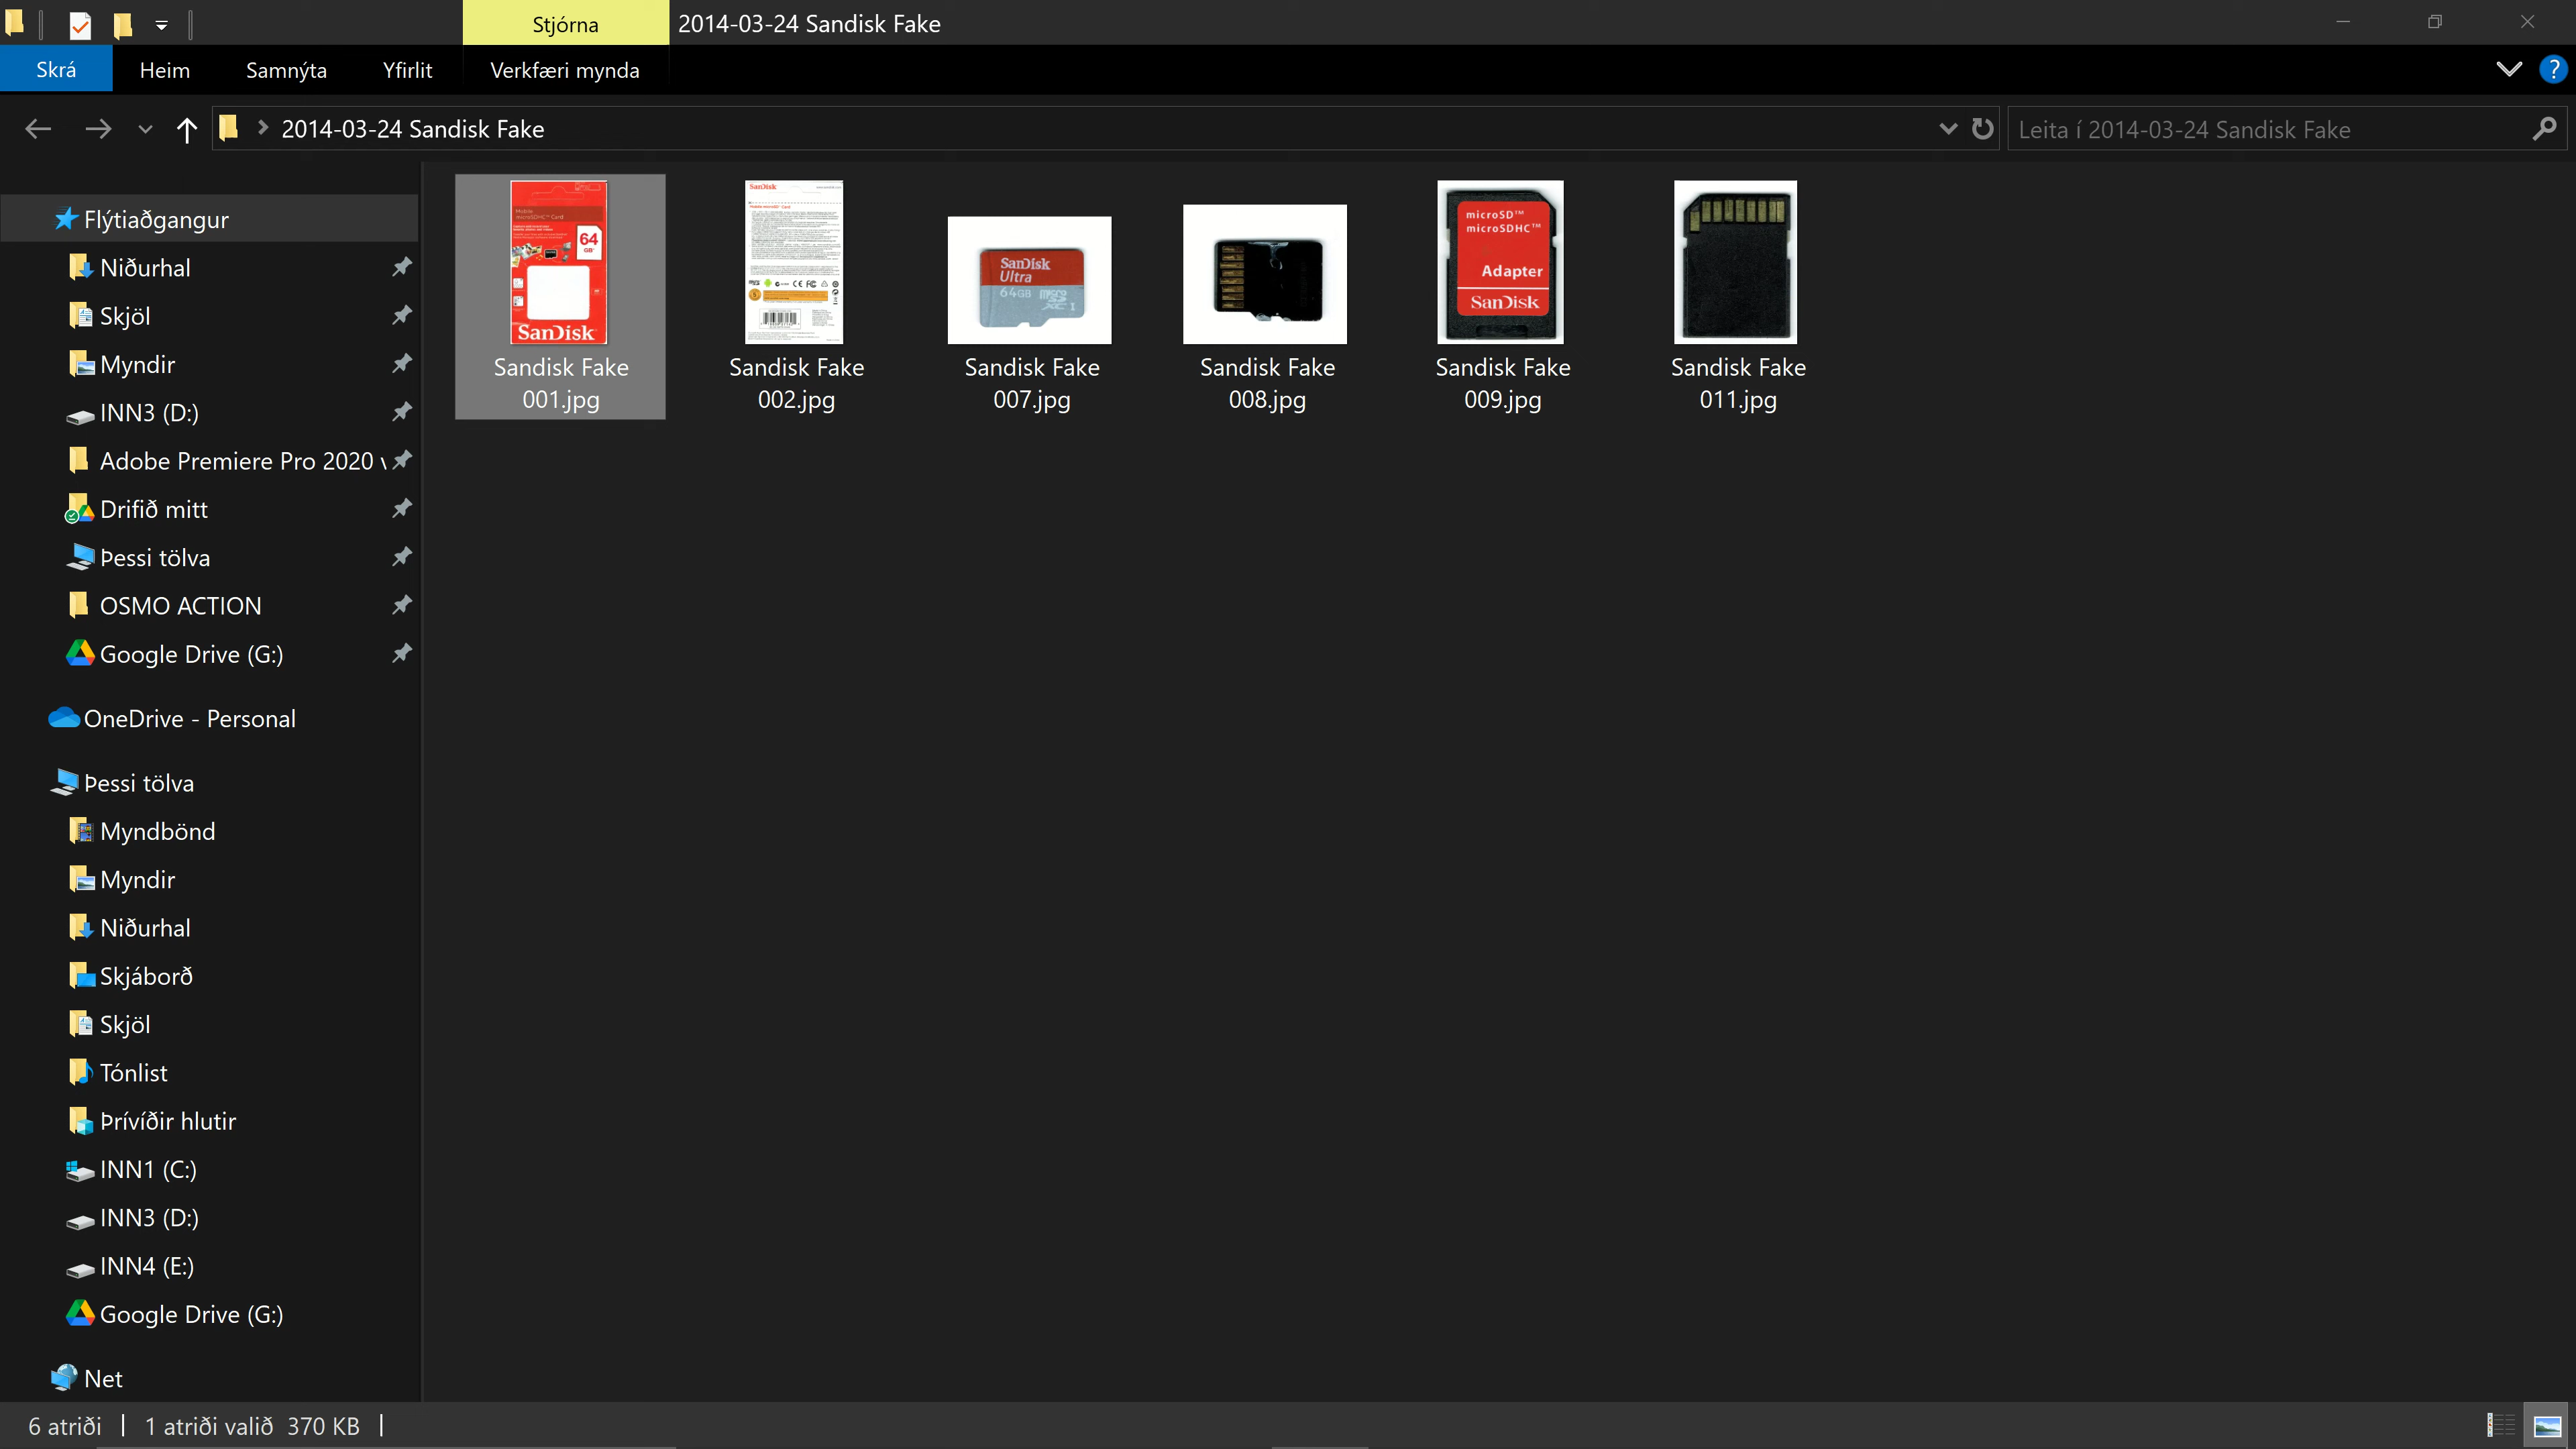 Stjórna
2014-03-24 Sandisk Fake
Skrá
Heim
Samnýta
Yfirlit
Verkfæri mynda
2014-03-24 Sandisk Fake
Leita í 2014-03-24 Sandisk Fake
Flýtiaðgangur
Niðurhal
Skjöl
Myndir
INN3 (D:)
Adobe Premiere Pro 2020
Drifið mitt
Þessi tölva
OSMO ACTION
Google Drive (G:)
OneDrive - Personal
Þessi tölva
Myndbönd
Myndir
Niðurhal
Skjáborð
Skjöl
Tónlist
Þrívíðir hlutir
INN1 (C:)
INN3 (D:)
INN4 (E:)
Google Drive (G:)
Net
Mobile
microSDHC™ Card
64
GB
SanDisk
Sandisk Fake
001.jpg
SanDisk
Sandisk Fake
002.jpg
SanDisk
Ultra
64GB
Sandisk Fake
007.jpg
Sandisk Fake
008.jpg
microSD™
microSDHC™
Adapter
SanDisk
Sandisk Fake
009.jpg
Sandisk Fake
011.jpg
6 atriði
1 atriði valið 370 KB